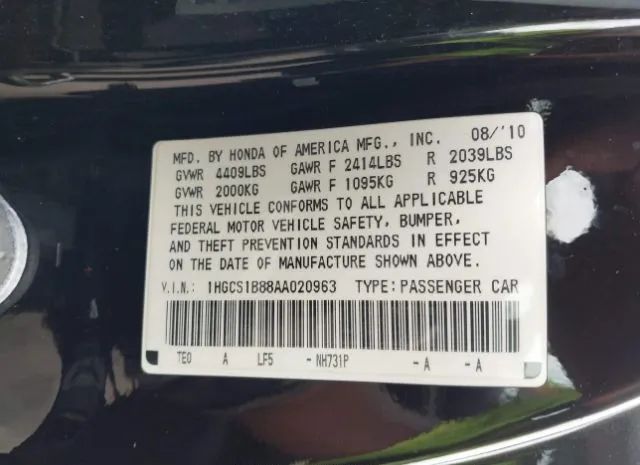 MFD. BY HONDA OF AMERICA MFG., INC. 08/'10
GVWR 4409LBS GAWR F 2414LBS R 2039LBS
GVWR 2000KG GAWR F 1095KG R 925KG
THIS VEHICLE CONFORMS TO ALL APPLICABLE
FEDERAL MOTOR VEHICLE SAFETY, BUMPER,
AND THEFT PREVENTION STANDARDS IN EFFECT
ON THE DATE OF MANUFACTURE SHOWN ABOVE.
V.I.N.: 1HGCS1B88AA020963 TYPE:PASSENGER CAR
TE0 A LF5 -NH731P -A -A